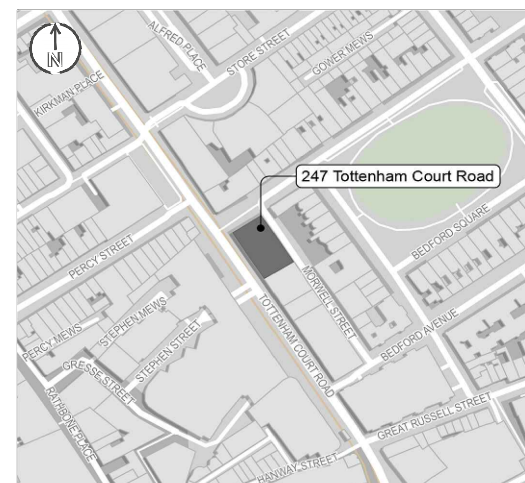 N
ALFRED PLACE
STORE STREET
GOWER MEWS
KIRKMAN PLACE
247 Tottenham Court Road
BEDFORD SQUARE
PERCY STREET
MORWELL STREET
STEPHEN MEWS
TOTTENHAM COURT ROAD
PERCY MEWS
STEPHEN STREET
BEDFORD AVENUE
GRESSE STREET
RATHBONE PLACE
GREAT RUSSELL STREET
HANWAY STREET